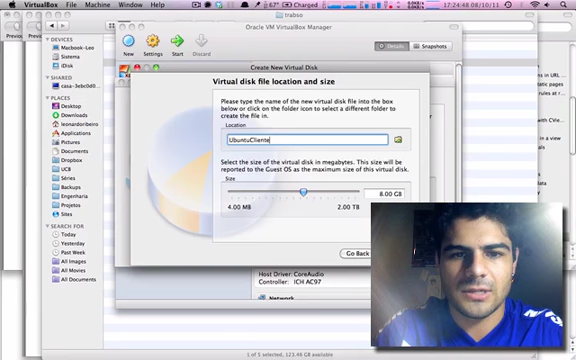 VirtualBox File Machine Window Help 67° Charged 17:24:48 08/10/11
trabso
Oracle VM VirtualBox Manager
New Settings Start Discard Details Snapshots
Create New Virtual Disk
Virtual disk file location and size
Please type the name of the new virtual disk file into the box
below or click on the folder icon to select a different folder to
create the file in.
Location
UbuntuCliente
Select the size of the virtual disk in megabytes. This size will be
reported to the Guest OS as the maximum size of this virtual disk.
Size
8.00 GB
4.00 MB 2.00 TB
Go Back
Host Driver: CoreAudio
Controller: ICH AC97
Network
DEVICES
Macbook-Leo
Sistema
iDisk
SHARED
PLACES
Desktop
Downloads
leonardoribeiro
Applications
Pictures
Documents
Dropbox
UCB
Séries
Backups
Engenharia
Projetos
Sites
Today
Yesterday
Past Week
All Images
All Movies
All Documents
1 of 5 selected, 123.46 GB available